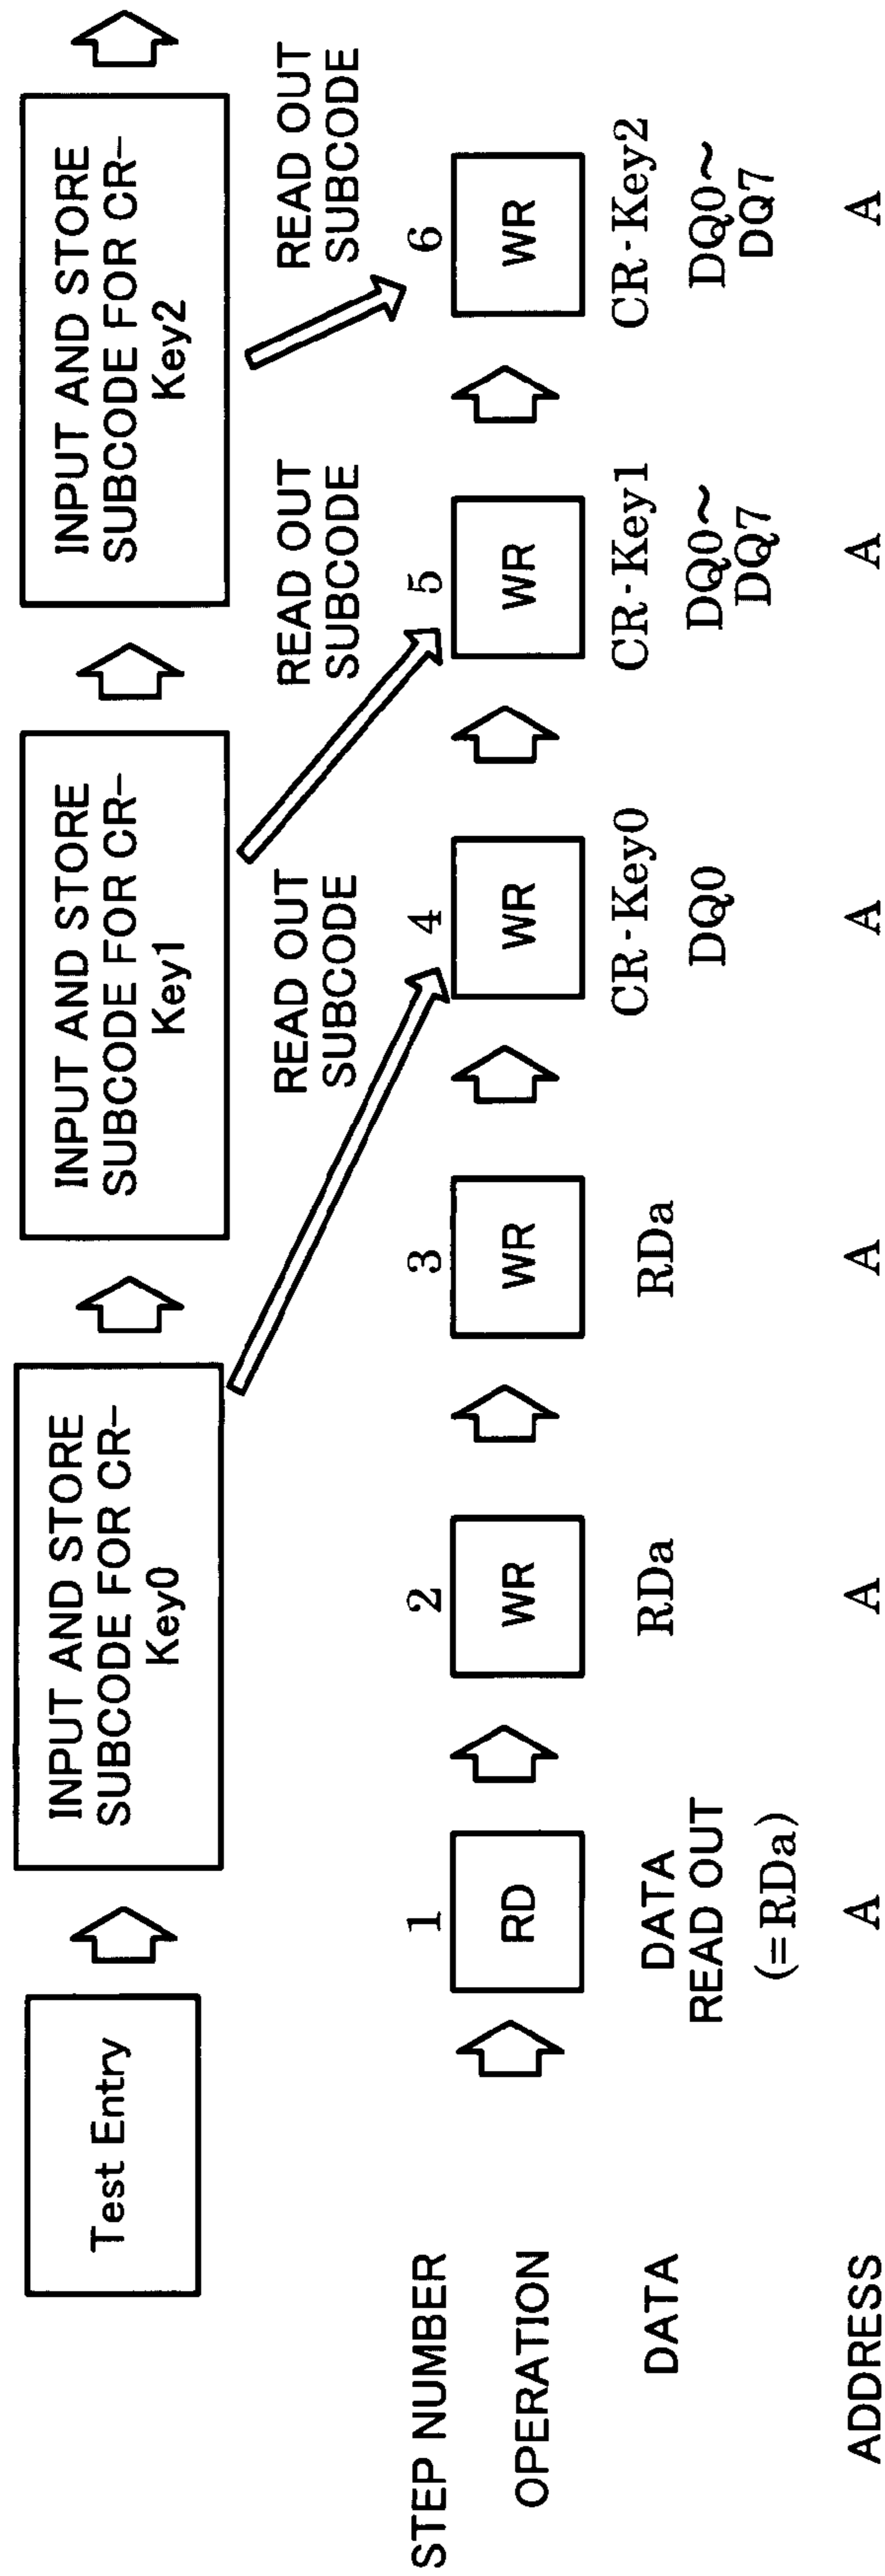 Test Entry
INPUT AND STORE
SUBCODE FOR CR-
Key0
INPUT AND STORE
SUBCODE FOR CR-
Key1
INPUT AND STORE
SUBCODE FOR CR-
Key2
READ OUT
SUBCODE
READ OUT
SUBCODE
READ OUT
SUBCODE
STEP NUMBER 1 2 3 4 5 6
OPERATION RD WR WR WR WR WR
DATA
DATA
READ OUT
(=RDa)
RDa
RDa
CR-Key0
DQ0
CR-Key1
DQ0~
DQ7
CR-Key2
DQ0~
DQ7
ADDRESS A A A A A A